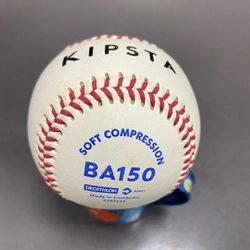 KIPSTA
SOFT COMPRESSION
BA150
DECATHLON
Made in Cambodia